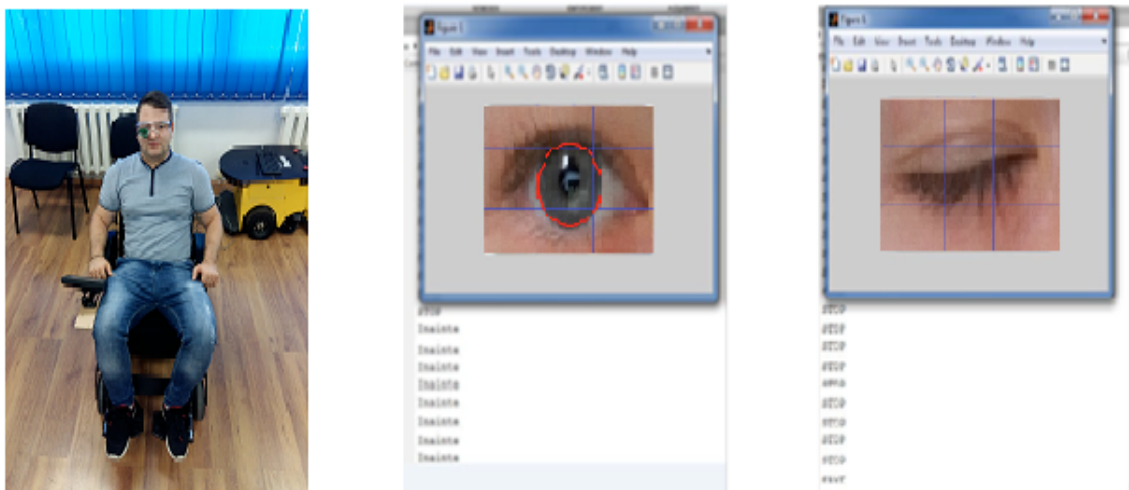 Figure 1
File Edit View Insert Tools Desktop Window Help
STOP
Inainte
Inainte
Inainte
Inainte
Inainte
Inainte
Inainte
Inainte
Figure 1
File Edit View Insert Tools Desktop Window Help
STOP
STOP
STOP
STOP
STOP
STOP
STOP
STOP